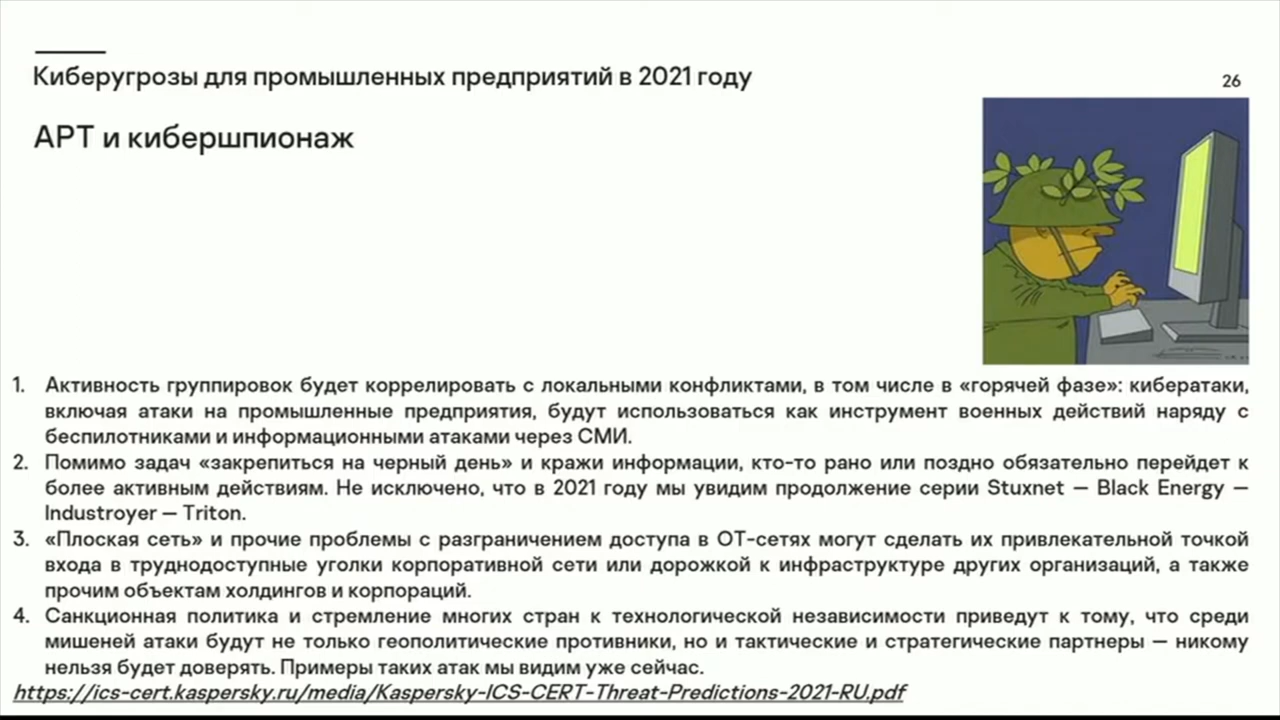 Киберугрозы для промышленных предприятий в 2021 году
26
APT и кибершпионаж
1. Активность группировок будет коррелировать с локальными конфликтами, в том числе в «горячей фазе»: кибератаки,
включая атаки на промышленные предприятия, будут использоваться как инструмент военных действий наряду с
беспилотниками и информационными атаками через СМИ.
2. Помимо задач «закрепиться на черный день» и кражи информации, кто-то рано или поздно обязательно перейдет к
более активным действиям. Не исключено, что в 2021 году мы увидим продолжение серии Stuxnet — Black Energy —
Industroyer — Triton.
3. «Плоская сеть» и прочие проблемы с разграничением доступа в ОТ-сетях могут сделать их привлекательной точкой
входа в труднодоступные уголки корпоративной сети или дорожкой к инфраструктуре других организаций, а также
прочим объектам холдингов и корпораций.
4. Санкционная политика и стремление многих стран к технологической независимости приведут к тому, что среди
мишеней атаки будут не только геополитические противники, но и тактические и стратегические партнеры — никому
нельзя будет доверять. Примеры таких атак мы видим уже сейчас.
https://ics-cert.kaspersky.ru/media/Kaspersky-ICS-CERT-Threat-Predictions-2021-RU.pdf